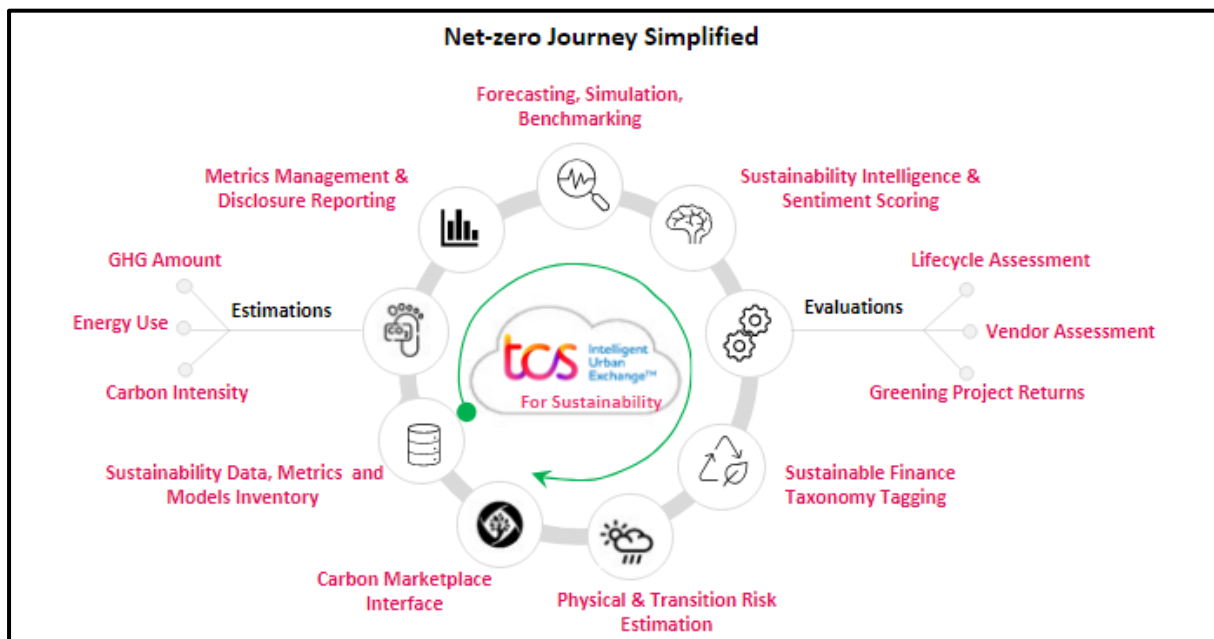 Net-zero Journey Simplified
Forecasting, Simulation,
Benchmarking
Metrics Management &
Disclosure Reporting
Sustainability Intelligence &
Sentiment Scoring
GHG Amount
Energy Use
Carbon Intensity
Estimations
CO2
tcs
Intelligent
Urban
Exchange™
For Sustainability
Evaluations
Lifecycle Assessment
Vendor Assessment
Greening Project Returns
Sustainability Data, Metrics and
Models Inventory
Sustainable Finance
Taxonomy Tagging
Carbon Marketplace
Interface
Physical & Transition Risk
Estimation